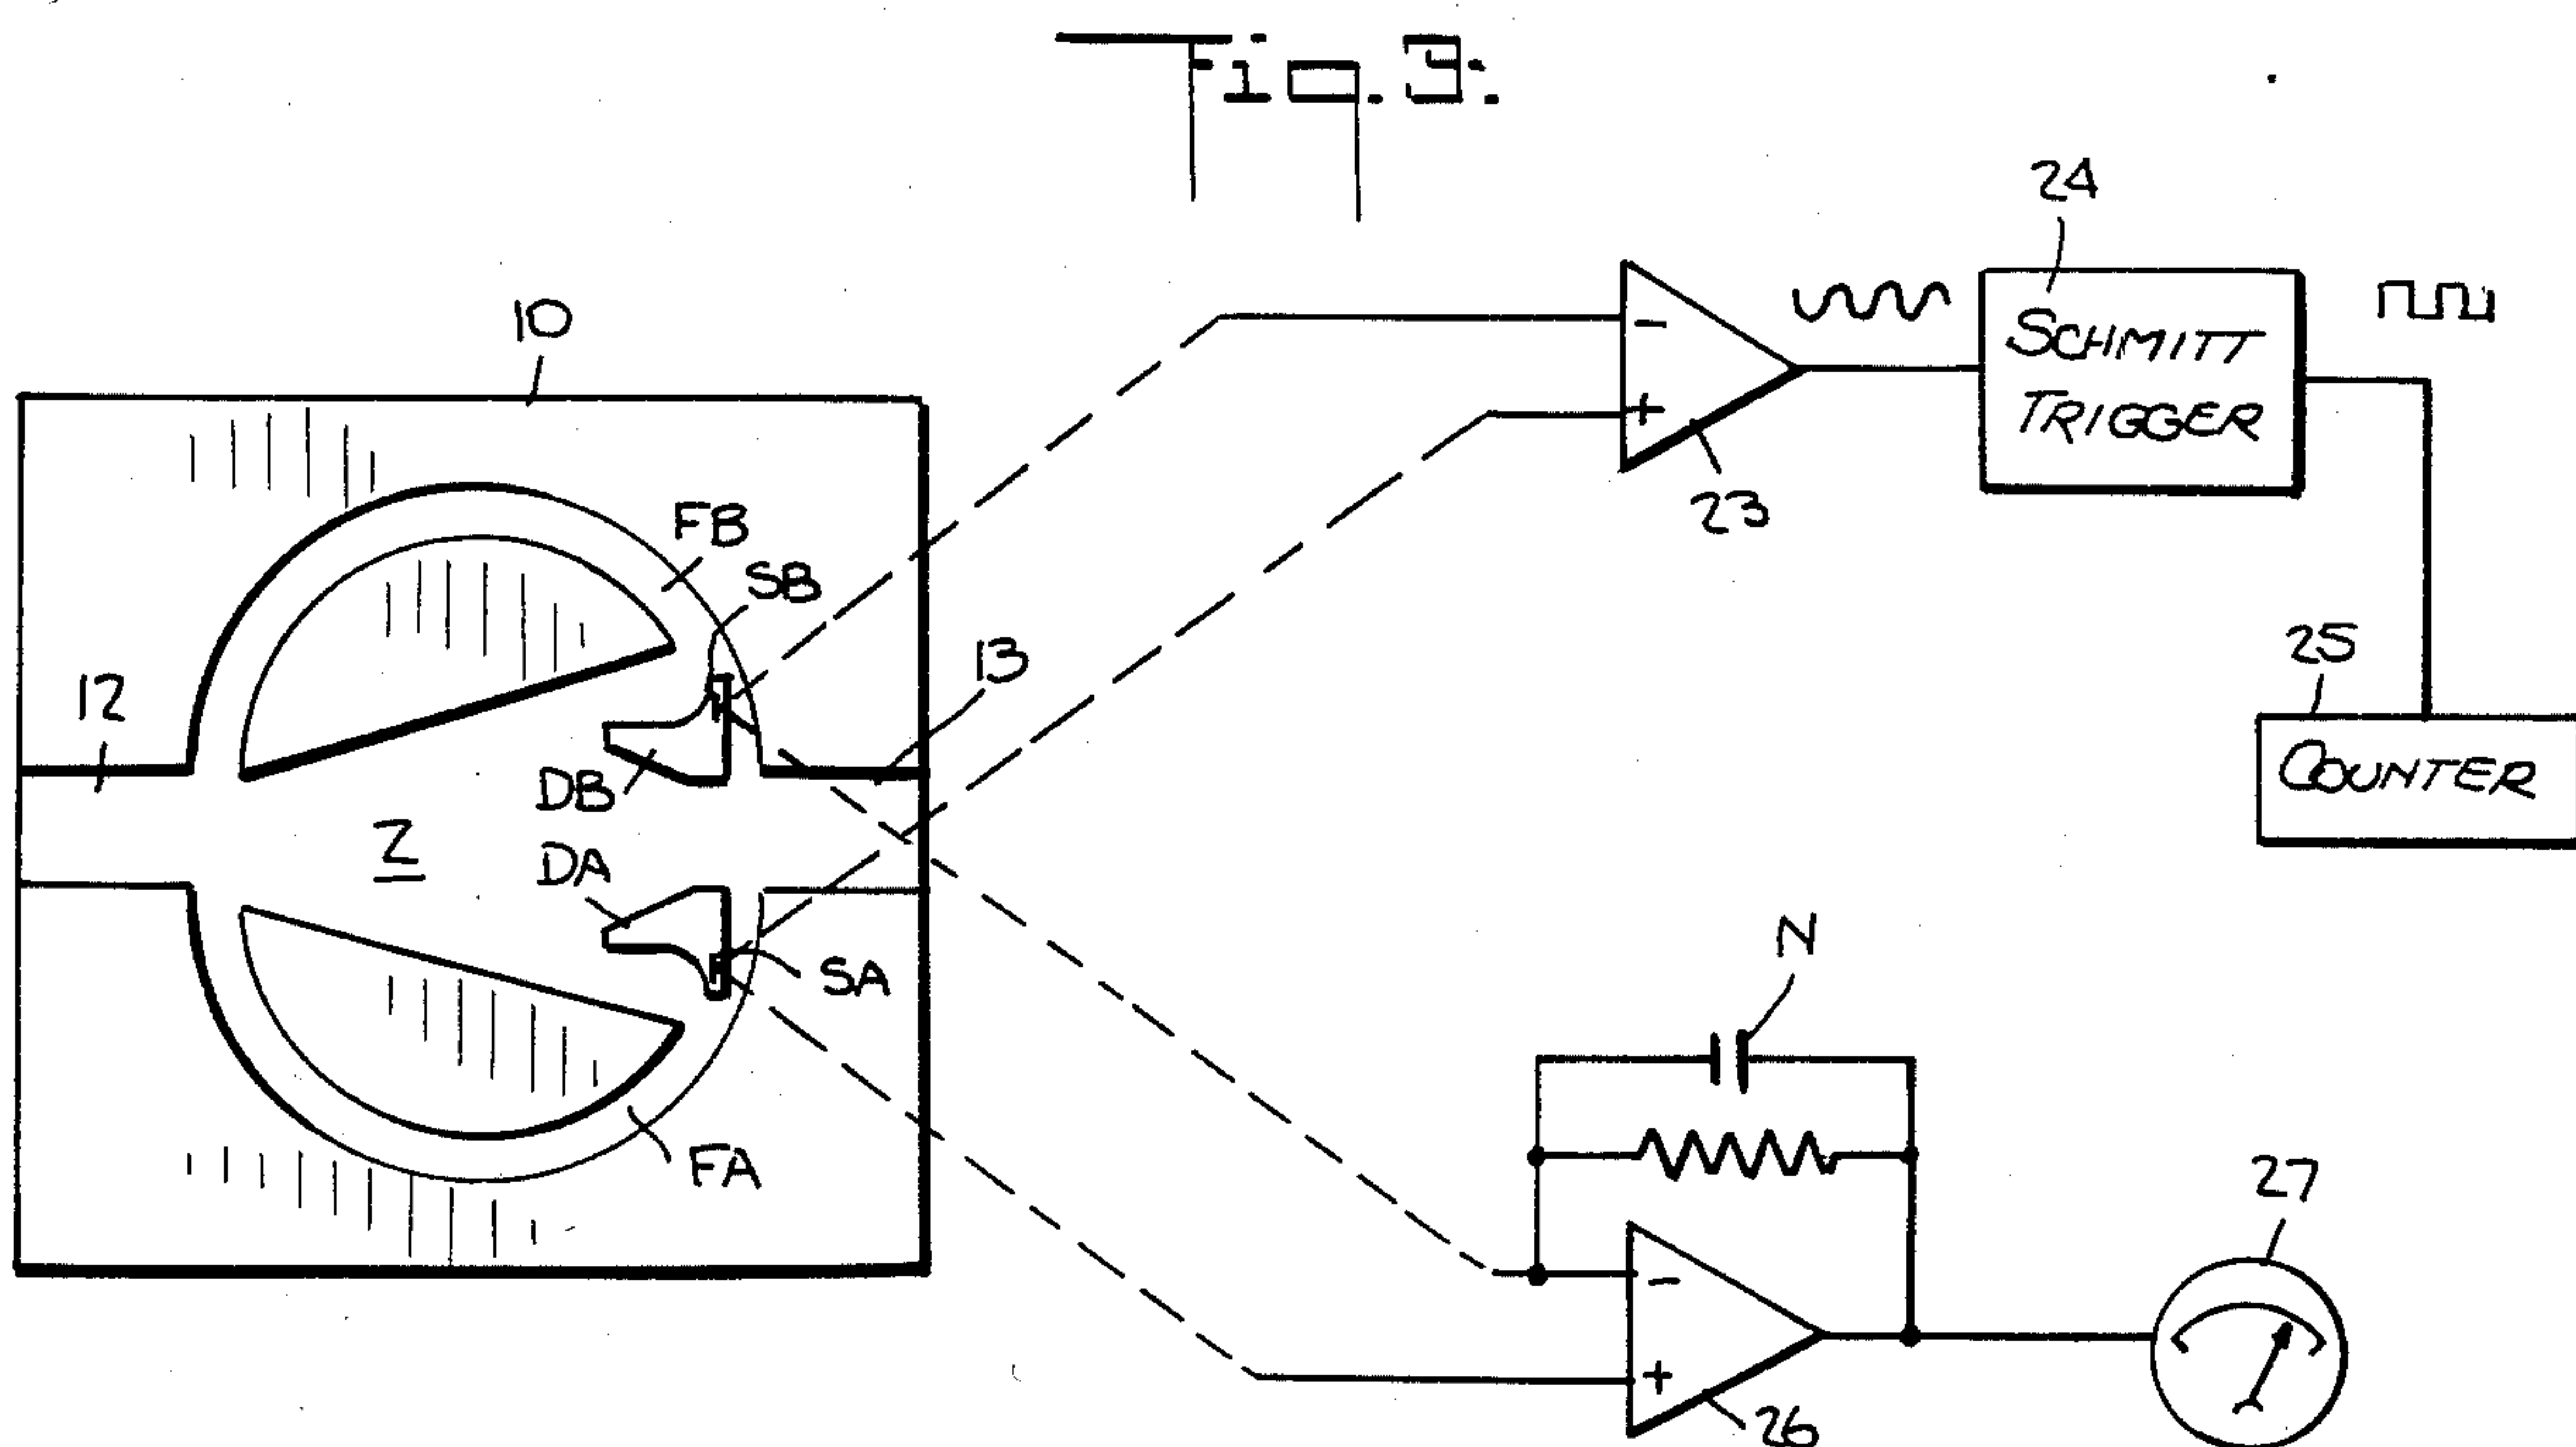 Fig. 3.
24
10
-
+
SCHMITT
TRIGGER
23
FB
SB
13
12
25
DB
COUNTER
2
DA
SA
N
FA
27
-
+
26